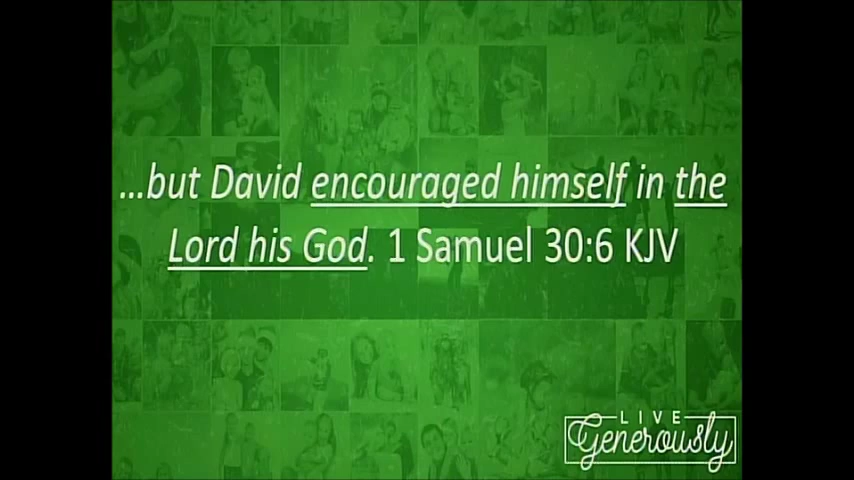 ...but David encouraged himself in the
Lord his God. 1 Samuel 30:6 KJV
LIVE
Generously